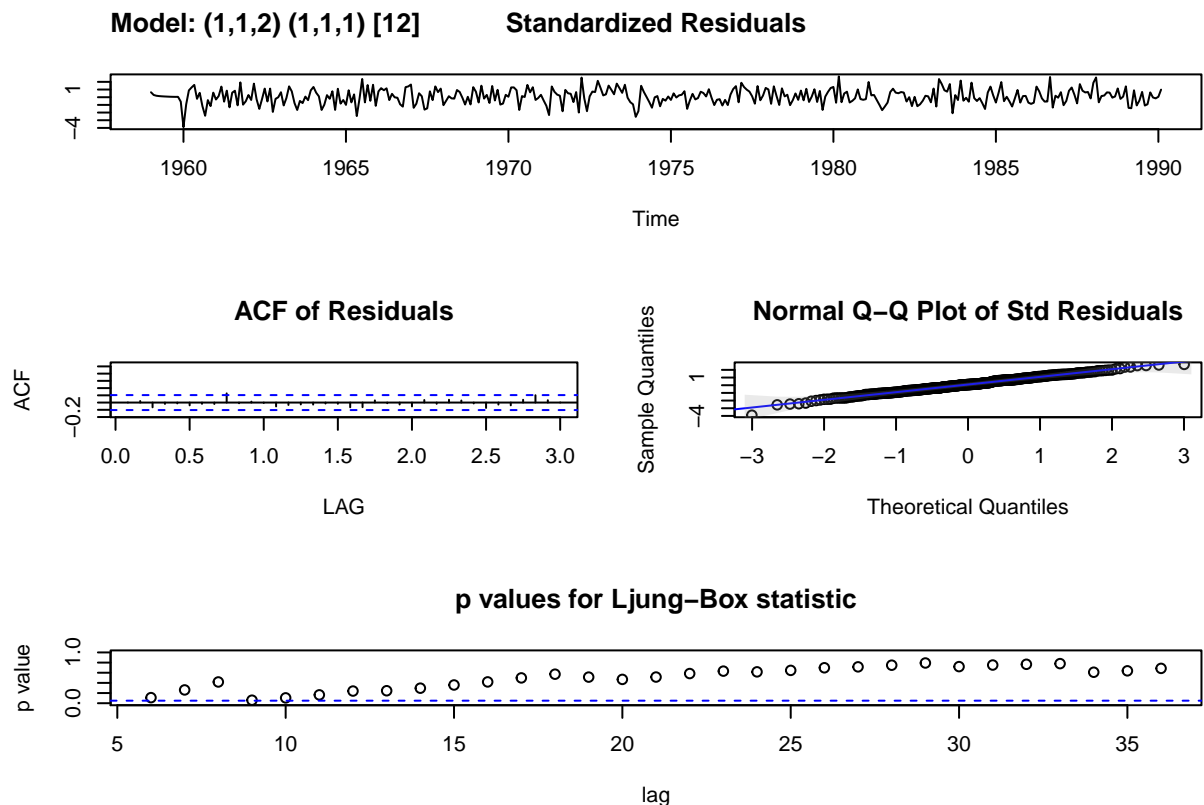 Model: (1,1,2) (1,1,1) [12] Standardized Residuals
1
−4
1960 1965 1970 1975 1980 1985 1990
Time
ACF of Residuals
ACF
−0.2
0.0 0.5 1.0 1.5 2.0 2.5 3.0
LAG
Normal Q−Q Plot of Std Residuals
Sample Quantiles
1
−4
−3 −2 −1 0 1 2 3
Theoretical Quantiles
p values for Ljung−Box statistic
p value
1.0
0.0
5 10 15 20 25 30 35
lag